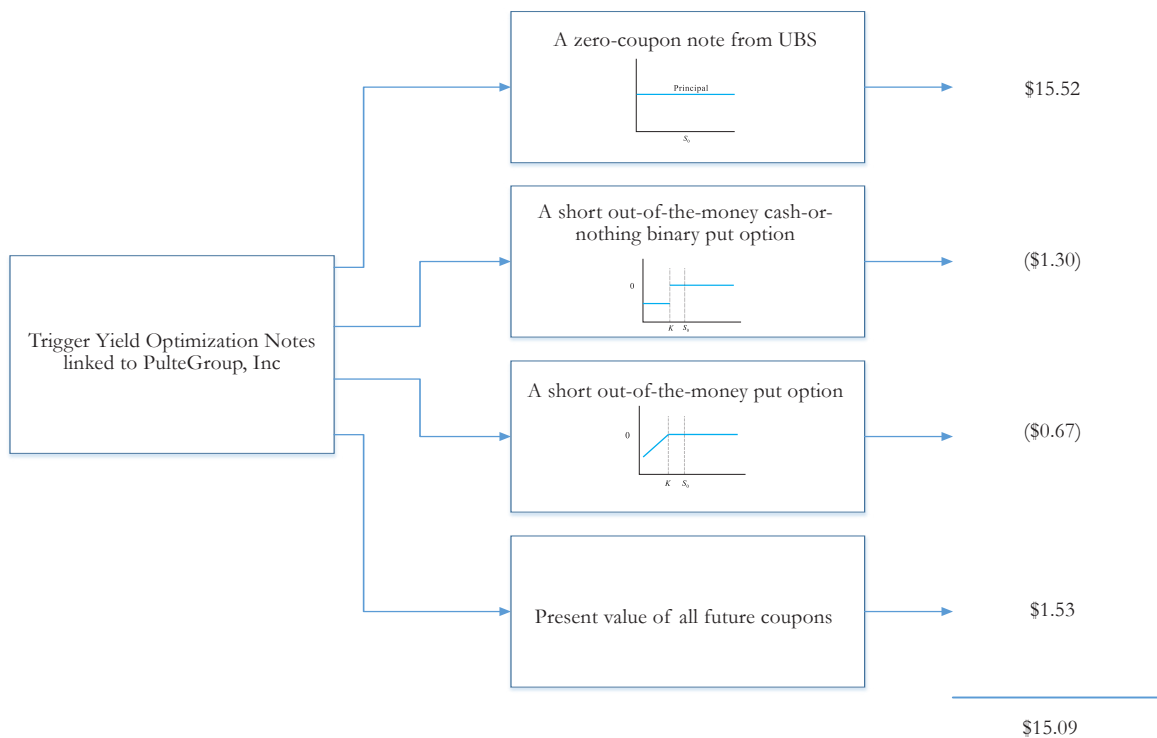 A zero-coupon note from UBS
Principal
S₀
$15.52
A short out-of-the-money cash-or-
nothing binary put option
0
K
S₀
($1.30)
Trigger Yield Optimization Notes
linked to PulteGroup, Inc
A short out-of-the-money put option
0
K
S₀
($0.67)
Present value of all future coupons
$1.53
$15.09